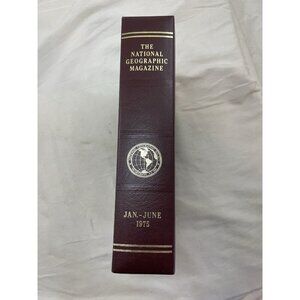 THE
NATIONAL
GEOGRAPHIC
MAGAZINE
JAN.-JUNE
1975